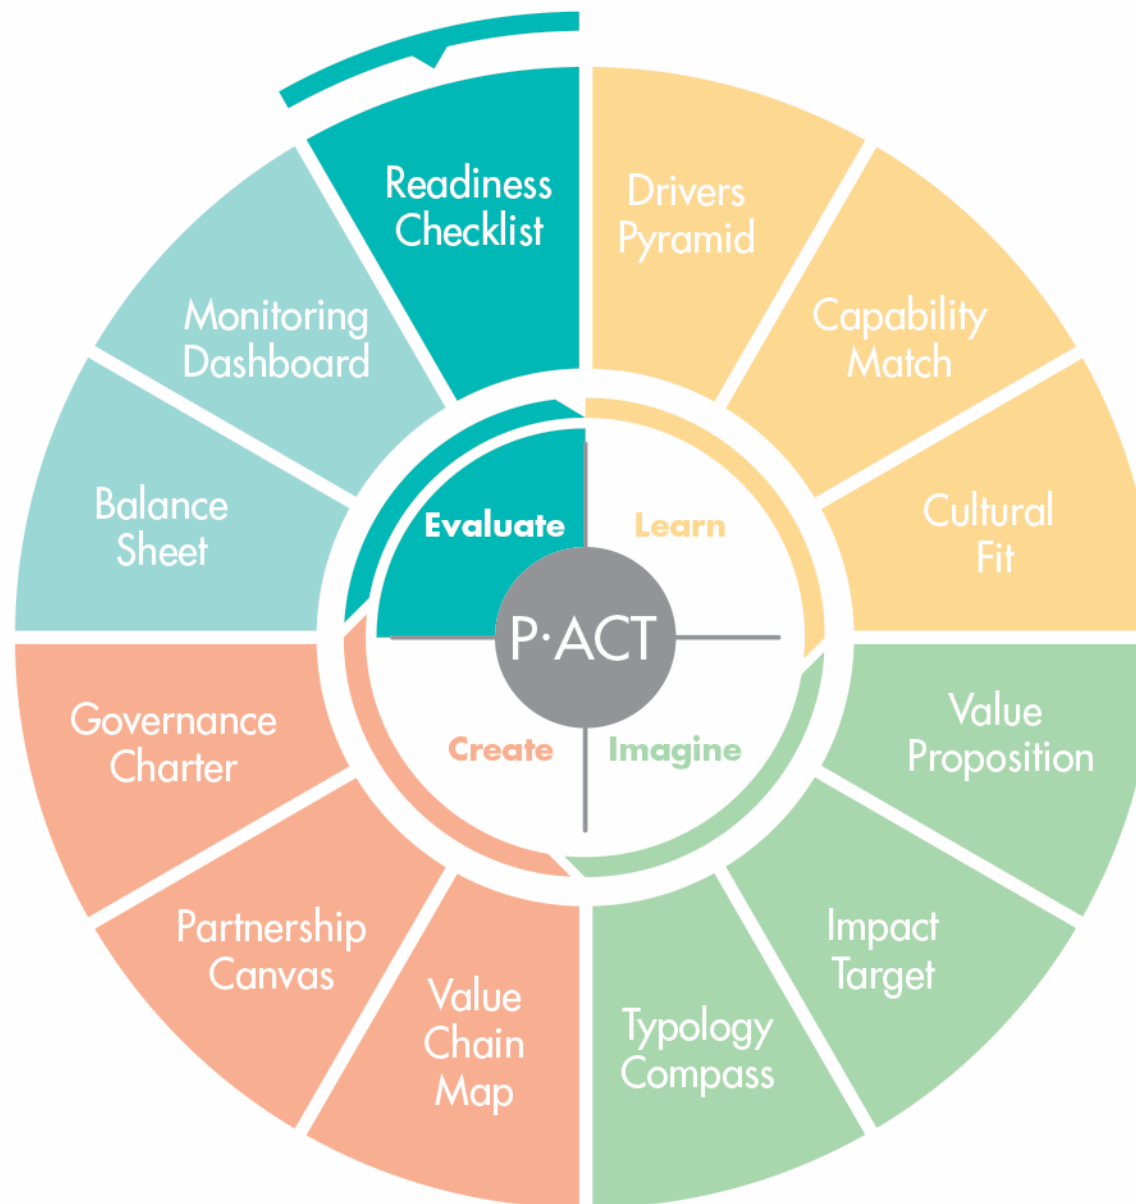 Readiness
Checklist
Drivers
Pyramid
Capability
Match
Cultural
Fit
Value
Proposition
Impact
Target
Typology
Compass
Value
Chain
Map
Partnership
Canvas
Governance
Charter
Balance
Sheet
Monitoring
Dashboard
Evaluate
Learn
P·ACT
Create
Imagine